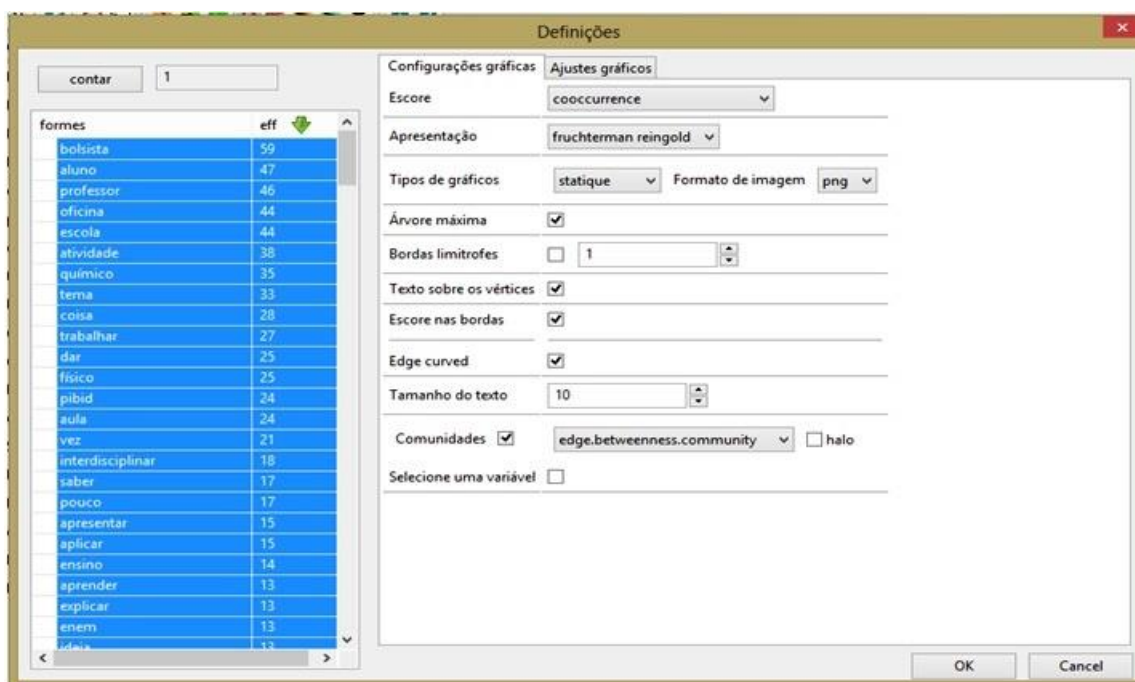 Definições
contar 1
formes eff
bolsista 59
aluno 47
professor 46
oficina 44
escola 44
atividade 38
químico 35
tema 33
coisa 28
trabalhar 27
dar 25
físico 25
pibid 24
aula 24
vez 21
interdisciplinar 18
saber 17
pouco 17
apresentar 15
aplicar 15
ensino 14
aprender 13
explicar 13
enem 13
ideia 13
Configurações gráficas Ajustes gráficos
Escore cooccurrence
Apresentação fruchterman reingold
Tipos de gráficos statique Formato de imagem png
Árvore máxima
Bordas limitrofes 1
Texto sobre os vértices
Escore nas bordas
Edge curved
Tamanho do texto 10
Comunidades edge.betweenness.community halo
Selecione uma variável
OK Cancel